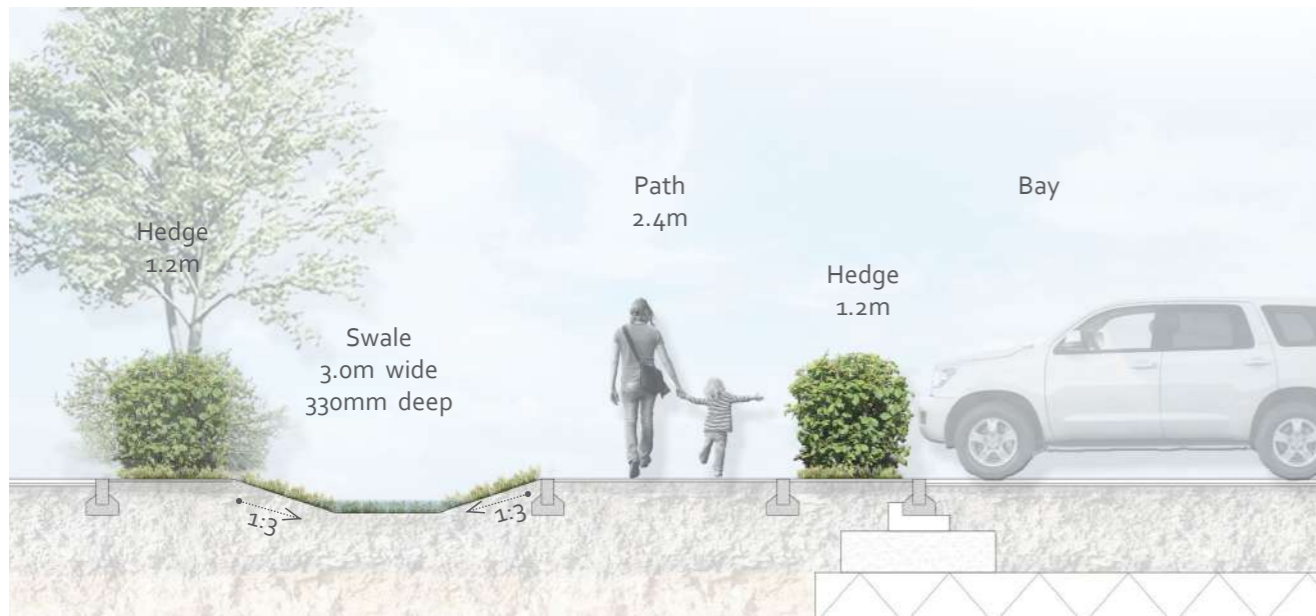 Hedge
1.2m
Swale
3.0m wide
330mm deep
Path
2.4m
Hedge
1.2m
Bay
1:3
1:3